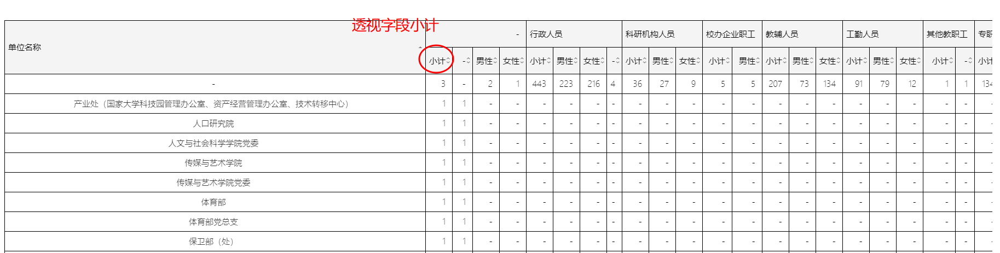 透视字段小计
单位名称 - 行政人员 科研机构人员 校办企业职工 教辅人员 工勤人员 其他教职工 专职
小计 - 男性 女性 小计 男性 女性 - 小计 男性 女性 小计 男性 小计 男性 女性 小计 男性 女性 小计 - 小计
- 3 - 2 1 443 223 216 4 36 27 9 5 5 207 73 134 91 79 12 1 1 134
产业处（国家大学科技园管理办公室、资产经营管理办公室、技术转移中心） 1 1 - - - - - - - - - - - - - - - - - - - -
人口研究院 1 1 - - - - - - - - - - - - - - - - - - - -
人文与社会科学学院党委 1 1 - - - - - - - - - - - - - - - - - - - -
传媒与艺术学院 1 1 - - - - - - - - - - - - - - - - - - - -
传媒与艺术学院党委 1 1 - - - - - - - - - - - - - - - - - - - -
体育部 1 1 - - - - - - - - - - - - - - - - - - - -
体育部党总支 1 1 - - - - - - - - - - - - - - - - - - - -
保卫部（处） 1 1 - - - - - - - - - - - - - - - - - - - -